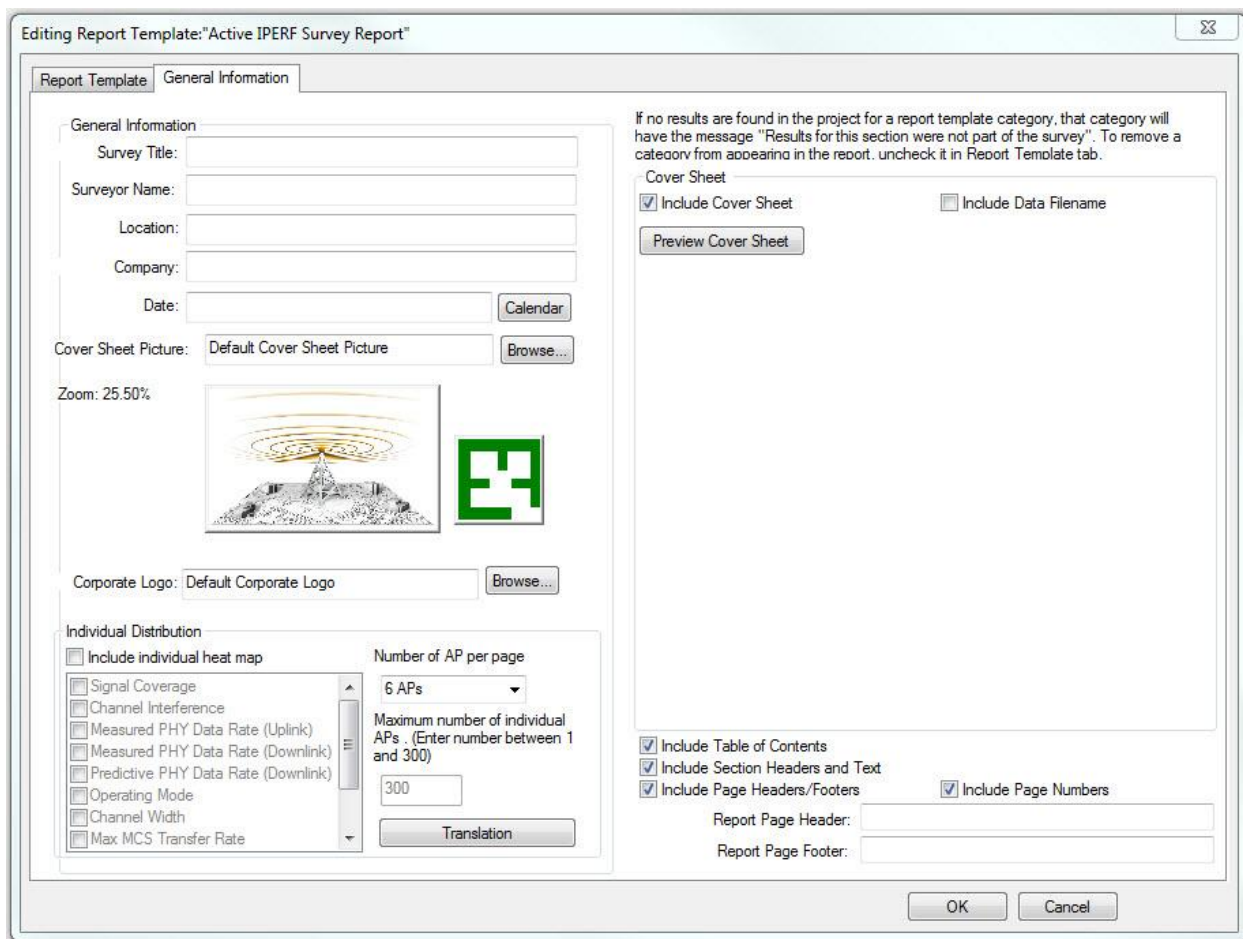 Editing Report Template:"Active IPERF Survey Report"
Report Template
General Information
General Information
Survey Title:
Surveyor Name:
Location:
Company:
Date:
Calendar
Cover Sheet Picture:
Default Cover Sheet Picture
Browse...
Zoom: 25.50%
Corporate Logo:
Default Corporate Logo
Browse...
Individual Distribution
Include individual heat map
Signal Coverage
Channel Interference
Measured PHY Data Rate (Uplink)
Measured PHY Data Rate (Downlink)
Predictive PHY Data Rate (Downlink)
Operating Mode
Channel Width
Max MCS Transfer Rate
Number of AP per page
6 APs
Maximum number of individual
APs . (Enter number between 1
and 300)
300
Translation
If no results are found in the project for a report template category, that category will
have the message "Results for this section were not part of the survey". To remove a
category from appearing in the report, uncheck it in Report Template tab.
Cover Sheet
Include Cover Sheet
Include Data Filename
Preview Cover Sheet
Include Table of Contents
Include Section Headers and Text
Include Page Headers/Footers
Include Page Numbers
Report Page Header:
Report Page Footer:
OK
Cancel